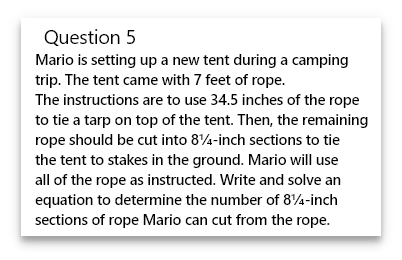 Question 5
Mario is setting up a new tent during a camping
trip. The tent came with 7 feet of rope.
The instructions are to use 34.5 inches of the rope
to tie a tarp on top of the tent. Then, the remaining
rope should be cut into 8¼-inch sections to tie
the tent to stakes in the ground. Mario will use
all of the rope as instructed. Write and solve an
equation to determine the number of 8¼-inch
sections of rope Mario can cut from the rope.